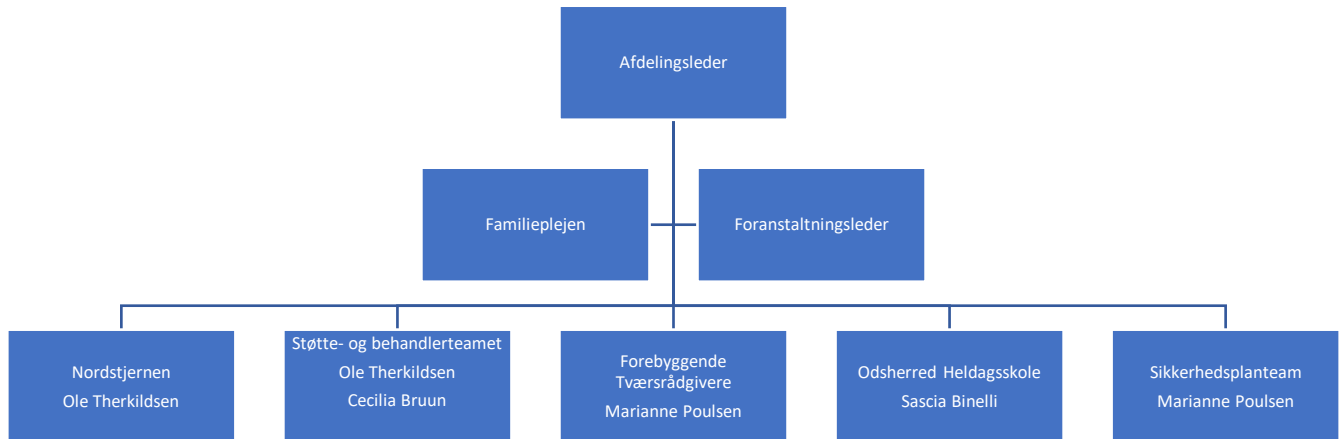 Afdelingsleder
Familieplejen
Foranstaltningsleder
Nordstjernen
Ole Therkildsen
Støtte- og behandlerteamet
Ole Therkildsen
Cecilia Bruun
Forebyggende
Tværsrådgivere
Marianne Poulsen
Odsherred Heldagsskole
Sascia Binelli
Sikkerhedsplanteam
Marianne Poulsen